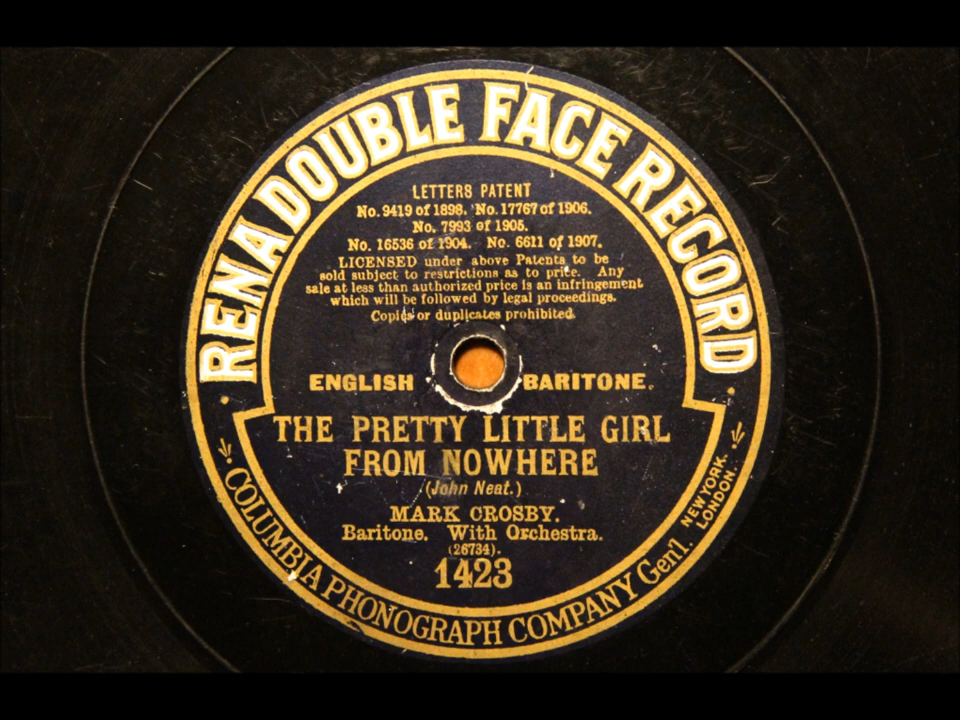 RENA DOUBLE FACE RECORD
LETTERS PATENT
No. 9419 of 1898. No. 17767 of 1906.
No. 7993 of 1905.
No. 16536 of 1904. No. 6611 of 1907.
LICENSED under above Patents to be
sold subject to restrictions as to price. Any
sale at less than authorized price is an infringement
which will be followed by legal proceedings.
Copies or duplicates prohibited.
ENGLISH BARITONE.
THE PRETTY LITTLE GIRL
FROM NOWHERE
(John Neat.)
MARK CROSBY.
Baritone. With Orchestra.
(26734).
1423
COLUMBIA PHONOGRAPH COMPANY Gen'l.
NEW YORK.
LONDON.